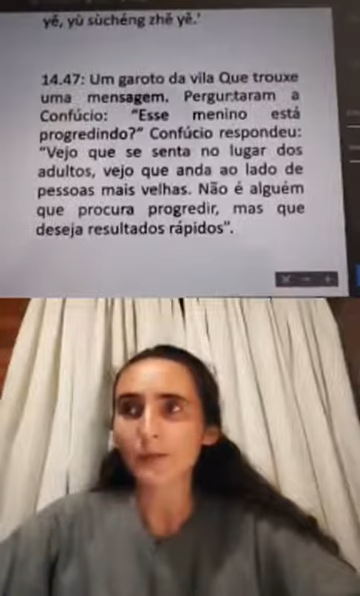 yě, yù sùchéng zhě yě.'
14.47: Um garoto da vila Que trouxe
uma mensagem. Perguntaram a
Confúcio: "Esse menino está
progredindo?" Confúcio respondeu:
"Vejo que se senta no lugar dos
adultos, vejo que anda ao lado de
pessoas mais velhas. Não é alguém
que procura progredir, mas que
deseja resultados rápidos".